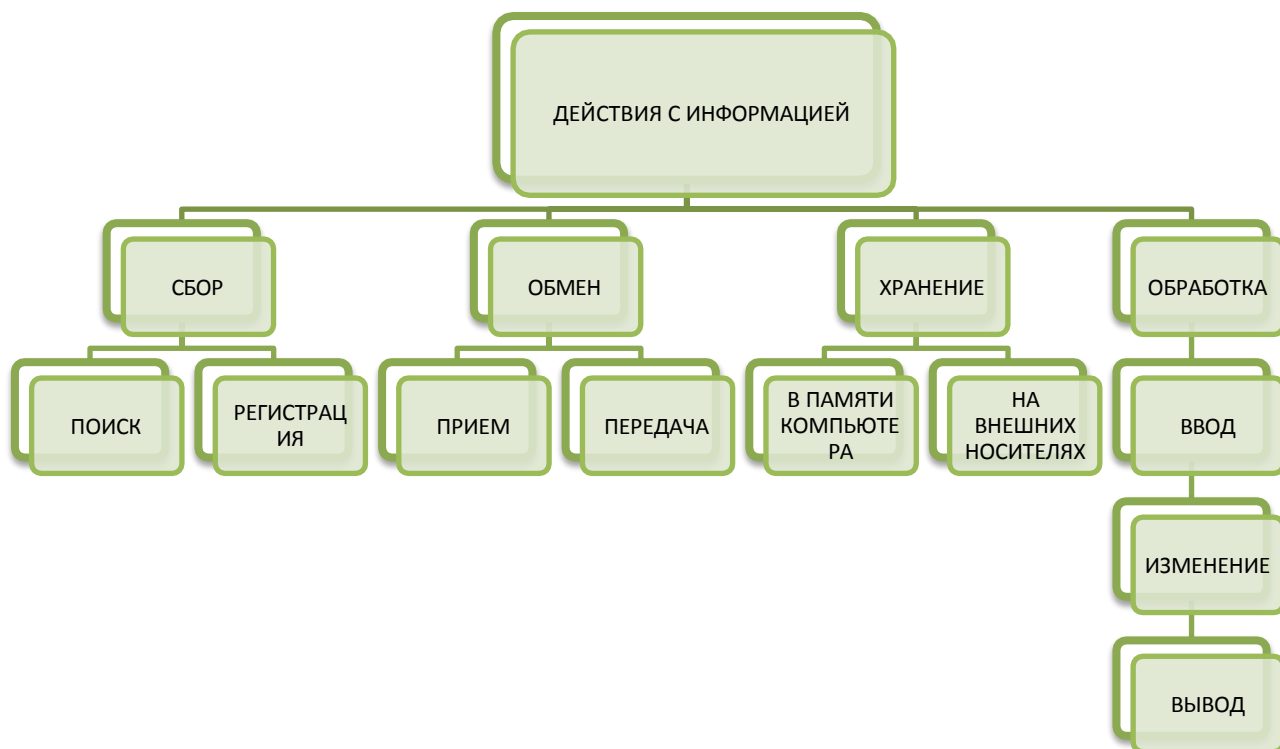 ДЕЙСТВИЯ С ИНФОРМАЦИЕЙ
СБОР
ОБМЕН
ХРАНЕНИЕ
ОБРАБОТКА
ПОИСК
РЕГИСТРАЦ
ИЯ
ПРИЕМ
ПЕРЕДАЧА
В ПАМЯТИ
КОМПЬЮТЕ
РА
НА
ВНЕШНИХ
НОСИТЕЛЯХ
ВВОД
ИЗМЕНЕНИЕ
ВЫВОД